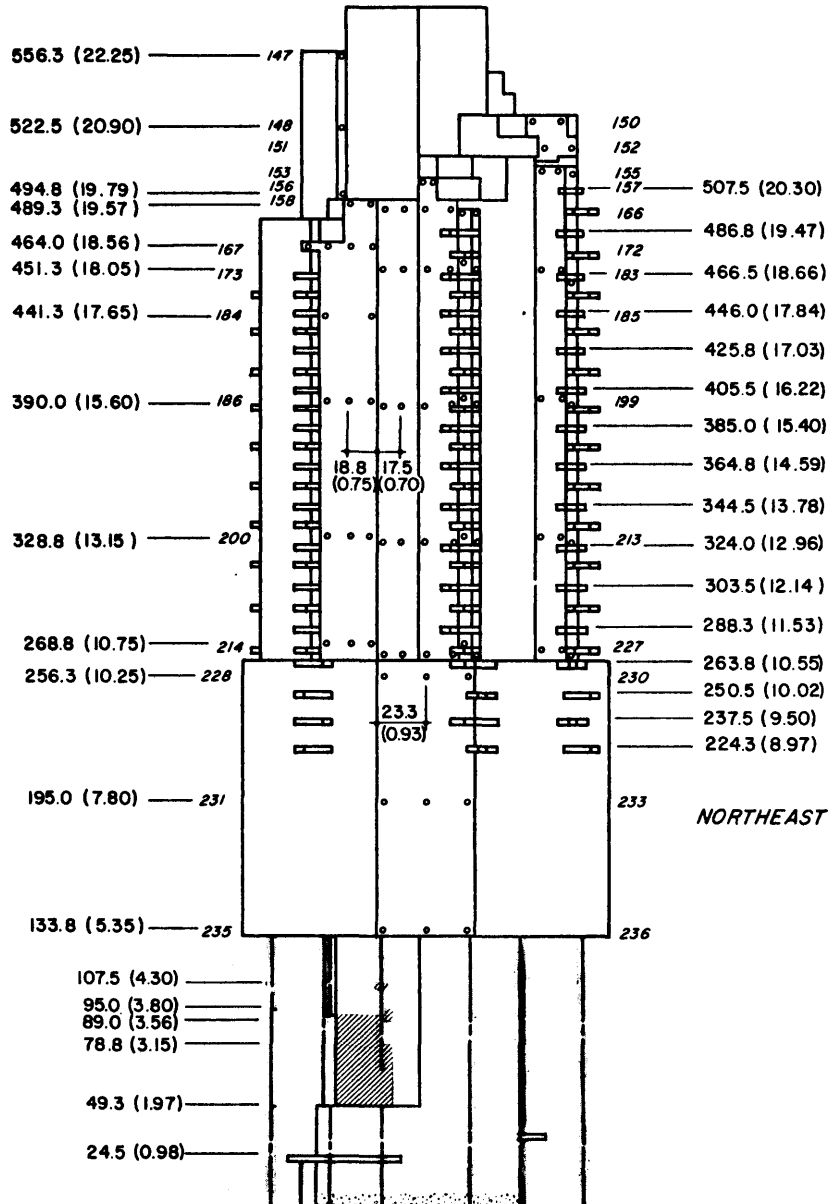 556.3 (22.25) 147
522.5 (20.90) 148
151
153
494.8 (19.79) 156
489.3 (19.57) 158
464.0 (18.56) 167
451.3 (18.05) 173
441.3 (17.65) 184
390.0 (15.60) 186
328.8 (13.15) 200
268.8 (10.75) 214
256.3 (10.25) 228
195.0 (7.80) 231
133.8 (5.35) 235
107.5 (4.30)
95.0 (3.80)
89.0 (3.56)
78.8 (3.15)
49.3 (1.97)
24.5 (0.98)
18.8 17.5
(0.75) (0.70)
23.3
(0.93)
150
152
155
157 507.5 (20.30)
166
486.8 (19.47)
172
183 466.5 (18.66)
185 446.0 (17.84)
425.8 (17.03)
405.5 (16.22)
199
385.0 (15.40)
364.8 (14.59)
344.5 (13.78)
213 324.0 (12.96)
303.5 (12.14)
288.3 (11.53)
227
263.8 (10.55)
230
250.5 (10.02)
237.5 (9.50)
224.3 (8.97)
233
NORTHEAST
236